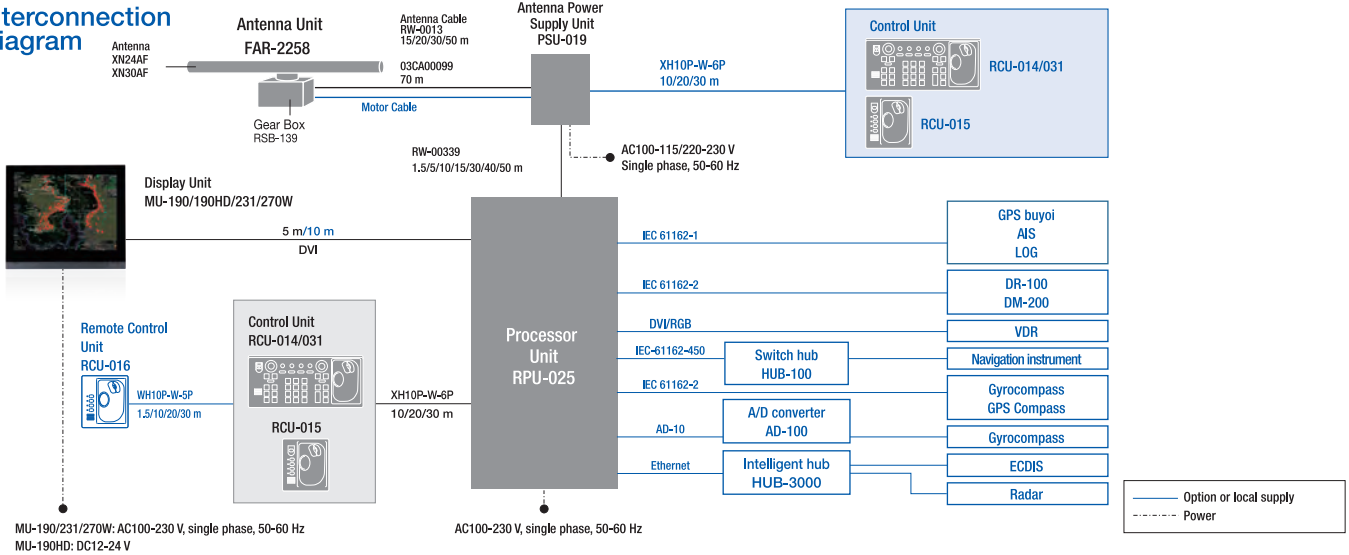 terconnection
iagram
Antenna
XN24AF
XN30AF
Antenna Unit
FAR-2258
Gear Box
RSB-139
Antenna Cable
RW-0013
15/20/30/50 m
03CA00099
70 m
Motor Cable
Antenna Power
Supply Unit
PSU-019
XH10P-W-6P
10/20/30 m
Control Unit
RCU-014/031
RCU-015
RW-00339
1.5/5/10/15/30/40/50 m
AC100-115/220-230 V
Single phase, 50-60 Hz
Display Unit
MU-190/190HD/231/270W
5 m/10 m
DVI
Remote Control
Unit
RCU-016
WH10P-W-5P
1.5/10/20/30 m
Control Unit
RCU-014/031
RCU-015
XH10P-W-6P
10/20/30 m
Processor
Unit
RPU-025
IEC 61162-1
GPS buyoi
AIS
LOG
IEC 61162-2
DR-100
DM-200
DVI/RGB
VDR
IEC-61162-450
Switch hub
HUB-100
Navigation instrument
IEC 61162-2
Gyrocompass
GPS Compass
AD-10
A/D converter
AD-100
Gyrocompass
Ethernet
Intelligent hub
HUB-3000
ECDIS
Radar
Option or local supply
Power
MU-190/231/270W: AC100-230 V, single phase, 50-60 Hz
MU-190HD: DC12-24 V
AC100-230 V, single phase, 50-60 Hz